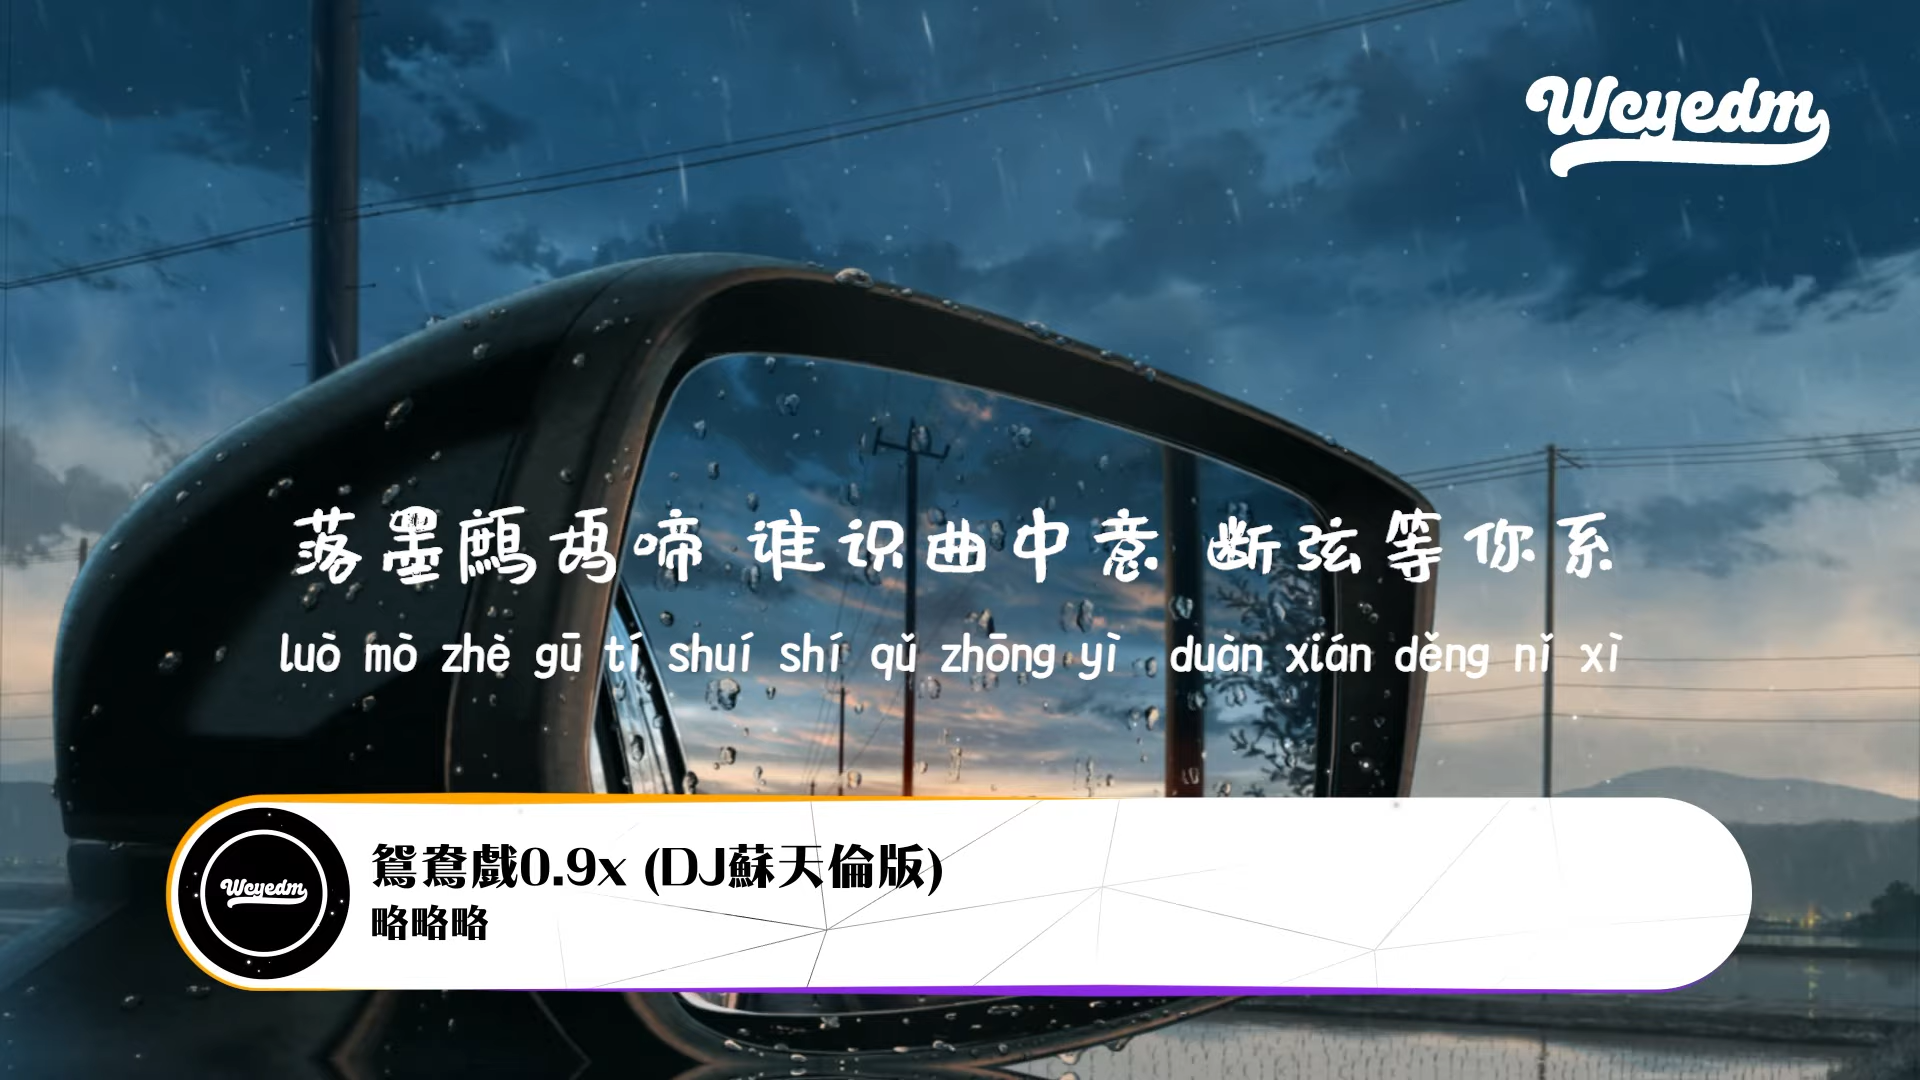 Wcyedm
落墨鹧鸪啼 谁识曲中意 断弦等你系
luò mò zhè gū tí shuí shí qǔ zhōng yì duàn xián děng nǐ xì
鴛鴦戲0.9x (DJ蘇天倫版)
略略略
Wcyedm